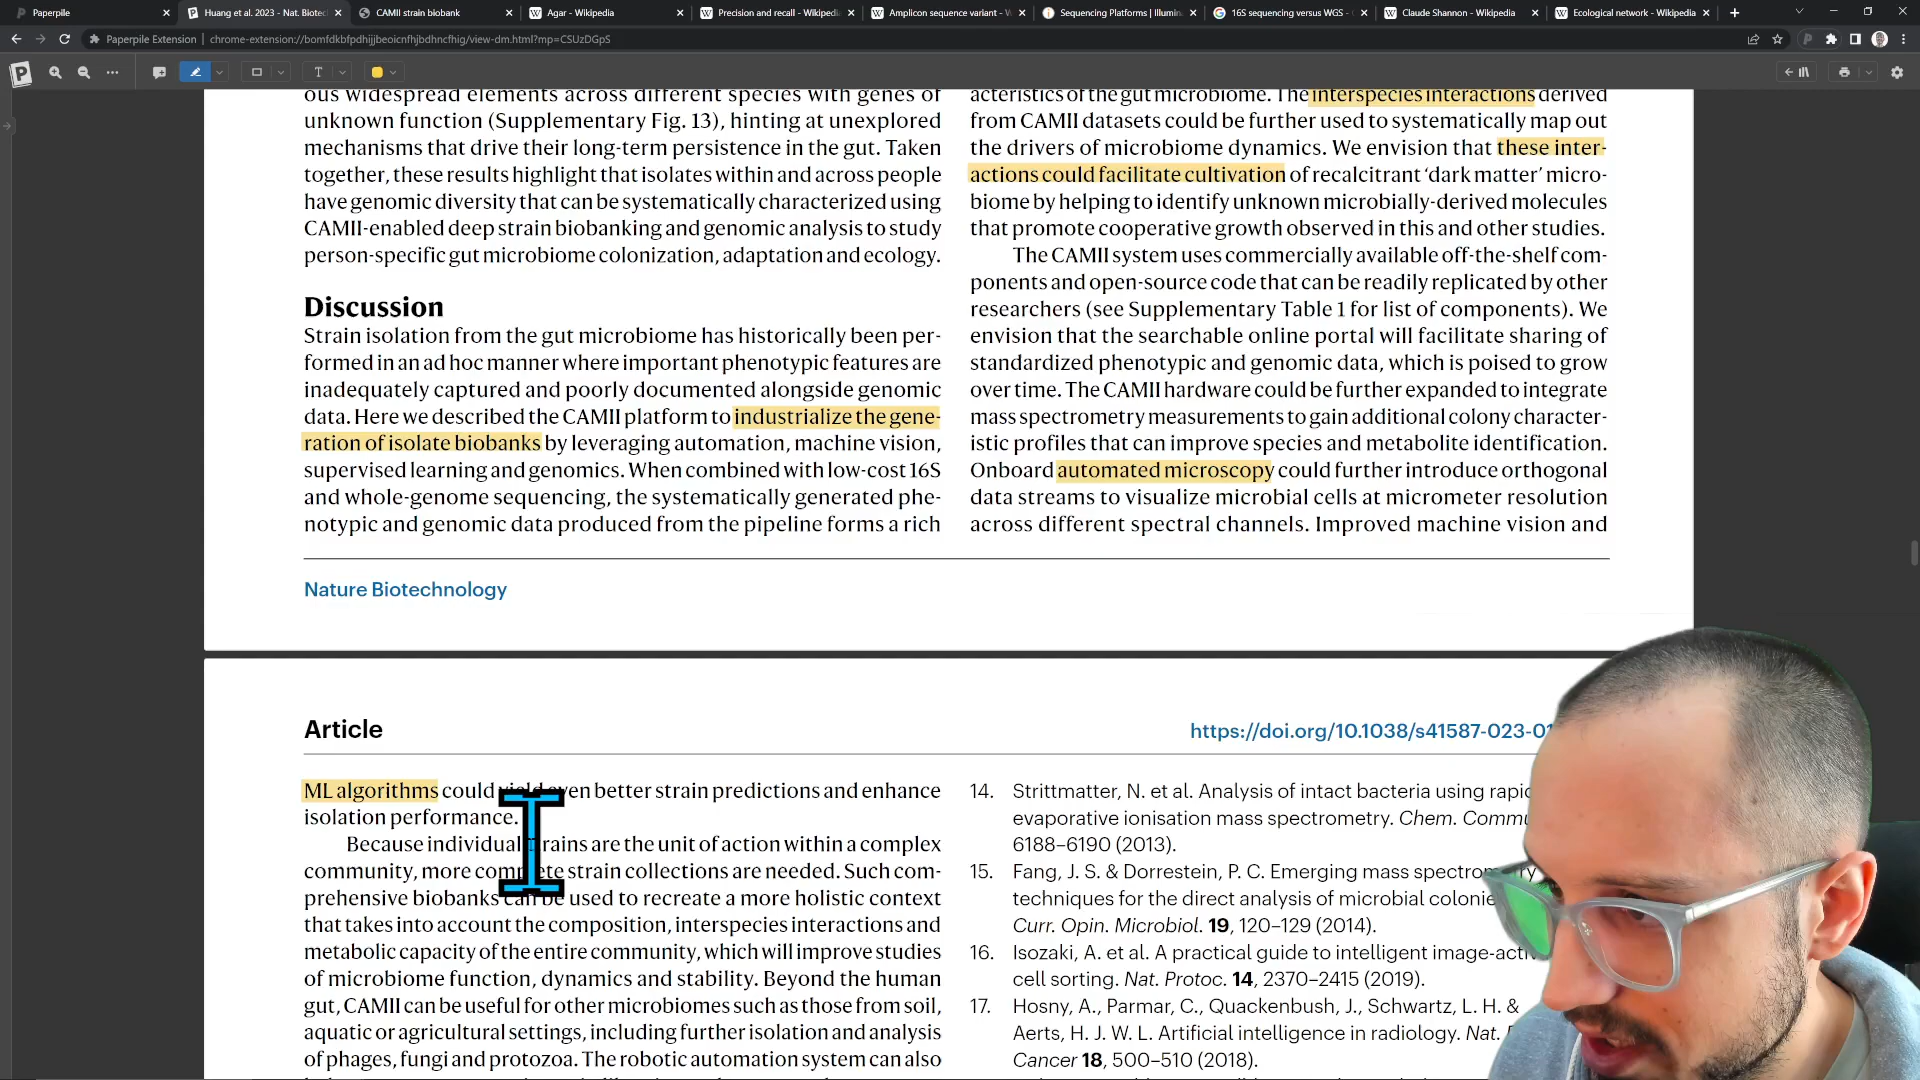 Paperpile
Huang et al. 2023 - Nat. Biotec
CAMII strain biobank
Agar - Wikipedia
Precision and recall - Wikipedi
Amplicon sequence variant - W
Sequencing Platforms | Illumin
16S sequencing versus WGS -
Claude Shannon - Wikipedia
Ecological network - Wikipedia
Paperpile Extension | chrome-extension://bomfdkbfpdhijjbeoicnfhjbdhncfhig/view-dm.html?mp=CSUzDGpS
ous widespread elements across different species with genes of
unknown function (Supplementary Fig. 13), hinting at unexplored
mechanisms that drive their long-term persistence in the gut. Taken
together, these results highlight that isolates within and across people
have genomic diversity that can be systematically characterized using
CAMII-enabled deep strain biobanking and genomic analysis to study
person-specific gut microbiome colonization, adaptation and ecology.
Discussion
Strain isolation from the gut microbiome has historically been per-
formed in an ad hoc manner where important phenotypic features are
inadequately captured and poorly documented alongside genomic
data. Here we described the CAMII platform to industrialize the gene-
ration of isolate biobanks by leveraging automation, machine vision,
supervised learning and genomics. When combined with low-cost 16S
and whole-genome sequencing, the systematically generated phe-
notypic and genomic data produced from the pipeline forms a rich
acteristics of the gut microbiome. The interspecies interactions derived
from CAMII datasets could be further used to systematically map out
the drivers of microbiome dynamics. We envision that these inter-
actions could facilitate cultivation of recalcitrant ‘dark matter’ micro-
biome by helping to identify unknown microbially-derived molecules
that promote cooperative growth observed in this and other studies.
The CAMII system uses commercially available off-the-shelf com-
ponents and open-source code that can be readily replicated by other
researchers (see Supplementary Table 1 for list of components). We
envision that the searchable online portal will facilitate sharing of
standardized phenotypic and genomic data, which is poised to grow
over time. The CAMII hardware could be further expanded to integrate
mass spectrometry measurements to gain additional colony character-
istic profiles that can improve species and metabolite identification.
Onboard automated microscopy could further introduce orthogonal
data streams to visualize microbial cells at micrometer resolution
across different spectral channels. Improved machine vision and
Nature Biotechnology
Article
https://doi.org/10.1038/s41587-023-01
ML algorithms could yield even better strain predictions and enhance
isolation performance.
Because individual strains are the unit of action within a complex
community, more complete strain collections are needed. Such com-
prehensive biobanks can be used to recreate a more holistic context
that takes into account the composition, interspecies interactions and
metabolic capacity of the entire community, which will improve studies
of microbiome function, dynamics and stability. Beyond the human
gut, CAMII can be useful for other microbiomes such as those from soil,
aquatic or agricultural settings, including further isolation and analysis
of phages, fungi and protozoa. The robotic automation system can also
14. Strittmatter, N. et al. Analysis of intact bacteria using rapid
evaporative ionisation mass spectrometry. Chem. Commu
6188–6190 (2013).
15. Fang, J. S. & Dorrestein, P. C. Emerging mass spectrometry
techniques for the direct analysis of microbial colonie
Curr. Opin. Microbiol. 19, 120–129 (2014).
16. Isozaki, A. et al. A practical guide to intelligent image-acti
cell sorting. Nat. Protoc. 14, 2370–2415 (2019).
17. Hosny, A., Parmar, C., Quackenbush, J., Schwartz, L. H. &
Aerts, H. J. W. L. Artificial intelligence in radiology. Nat.
Cancer 18, 500–510 (2018).